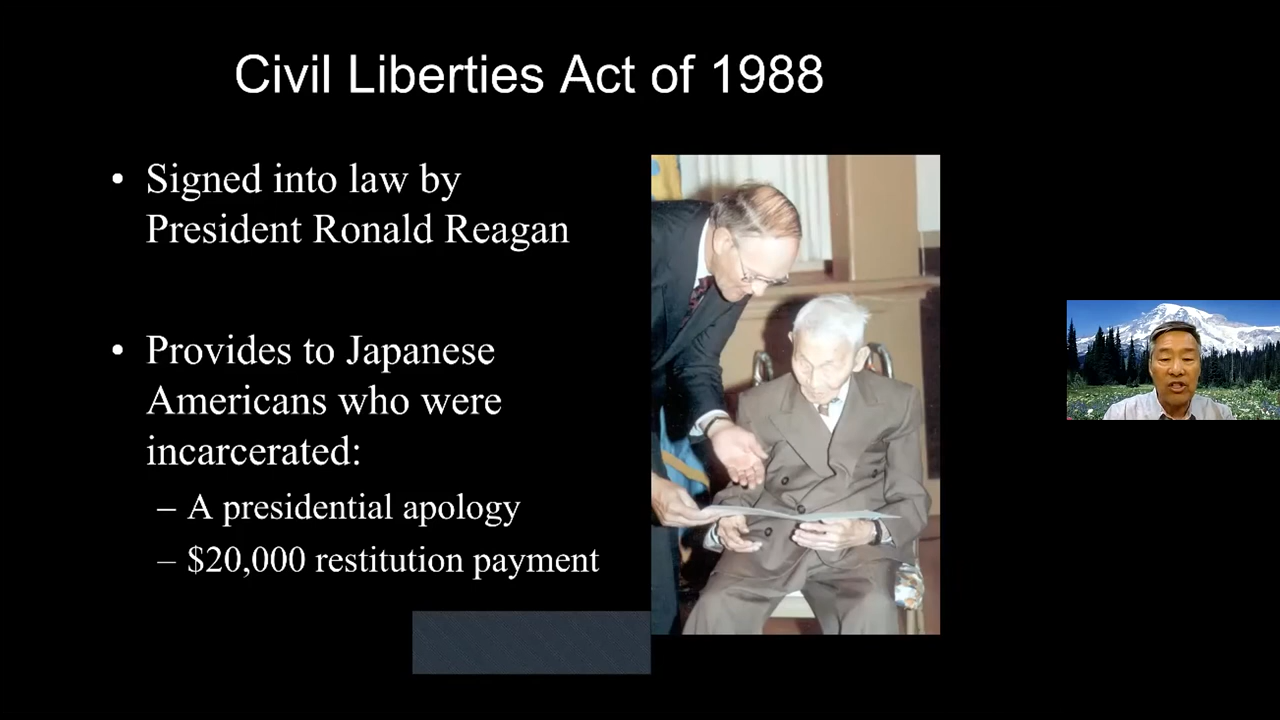 Civil Liberties Act of 1988
• Signed into law by
President Ronald Reagan
• Provides to Japanese
Americans who were
incarcerated:
– A presidential apology
– $20,000 restitution payment